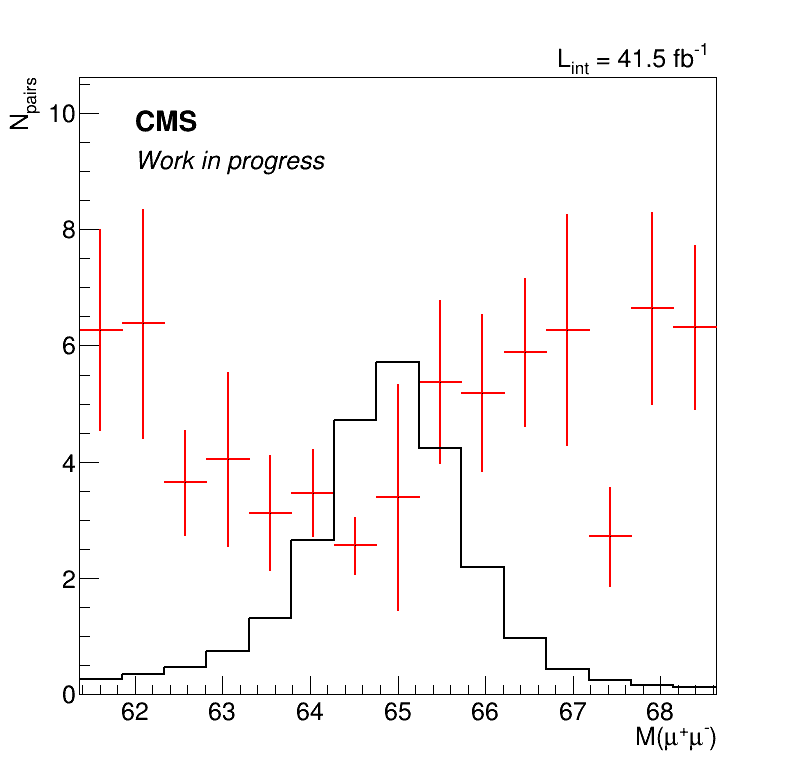 L_int = 41.5 fb^-1
N_pairs
10
CMS
Work in progress
8
6
4
2
0
62 63 64 65 66 67 68
M(μ⁺μ⁻)